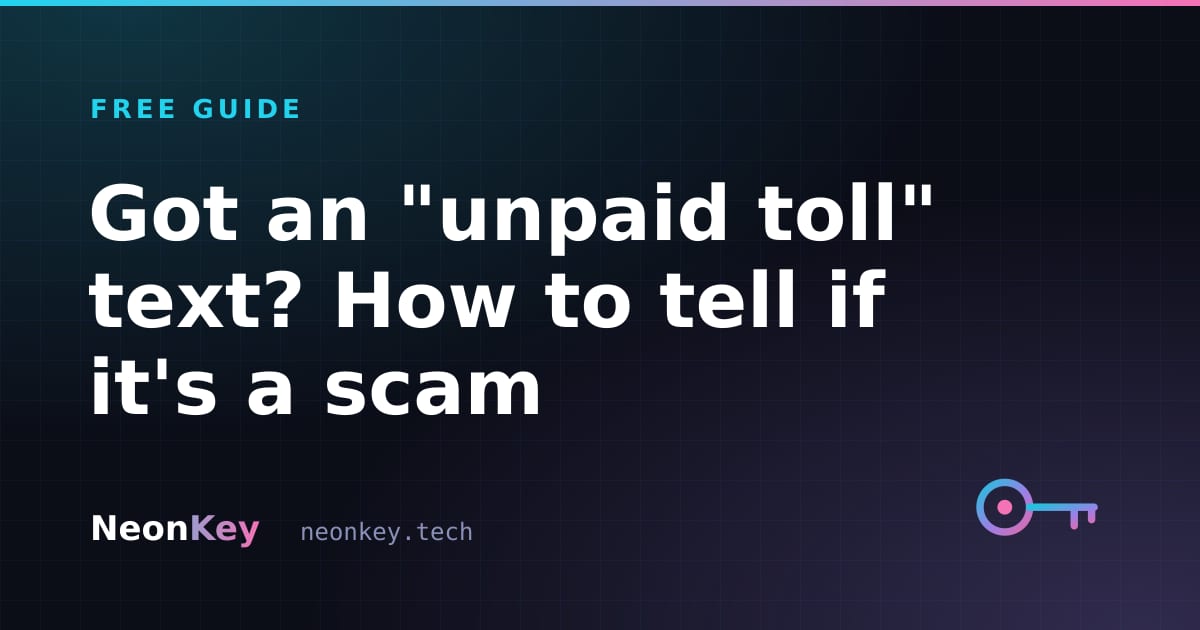 FREE GUIDE
Got an "unpaid toll"
text? How to tell if
it's a scam
NeonKey neonkey.tech